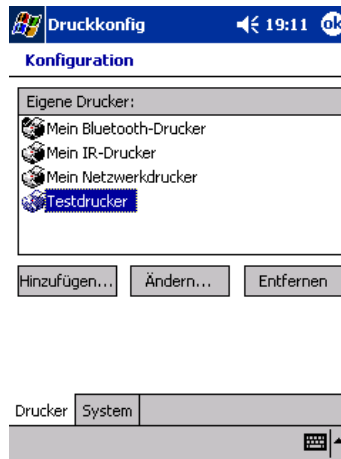 Druckkonfig 19:11 ok
Konfiguration
Eigene Drucker:
Mein Bluetooth-Drucker
Mein IR-Drucker
Mein Netzwerkdrucker
Testdrucker
Hinzufügen... Ändern... Entfernen
Drucker System